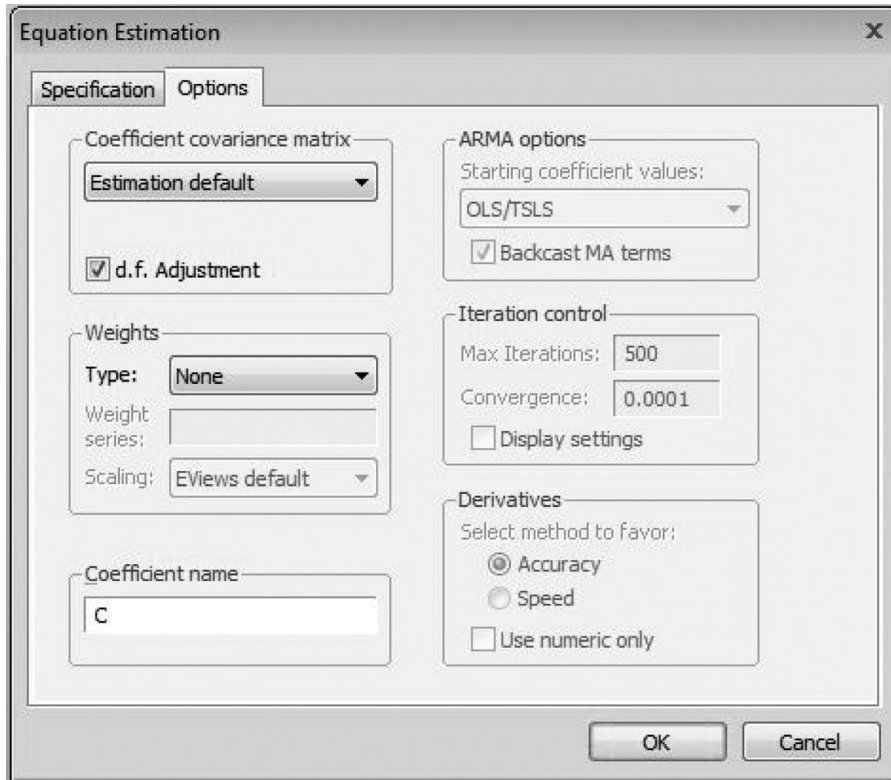 Equation Estimation
X
Specification
Options
Coefficient covariance matrix
Estimation default
d.f. Adjustment
Weights
Type:
None
Weight
series:
Scaling:
EViews default
Coefficient name
C
ARMA options
Starting coefficient values:
OLS/TSLS
Backcast MA terms
Iteration control
Max Iterations:
500
Convergence:
0.0001
Display settings
Derivatives
Select method to favor:
Accuracy
Speed
Use numeric only
OK
Cancel